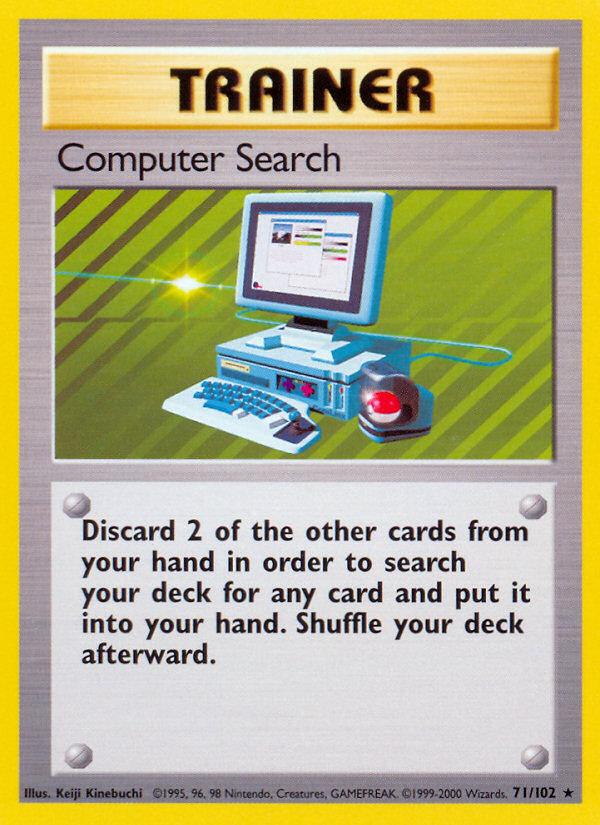 TRAINER
Computer Search
Discard 2 of the other cards from
your hand in order to search
your deck for any card and put it
into your hand. Shuffle your deck
afterward.
Illus. Keiji Kinebuchi ©1995, 96, 98 Nintendo, Creatures, GAMEFREAK. ©1999-2000 Wizards. 71/102 ★